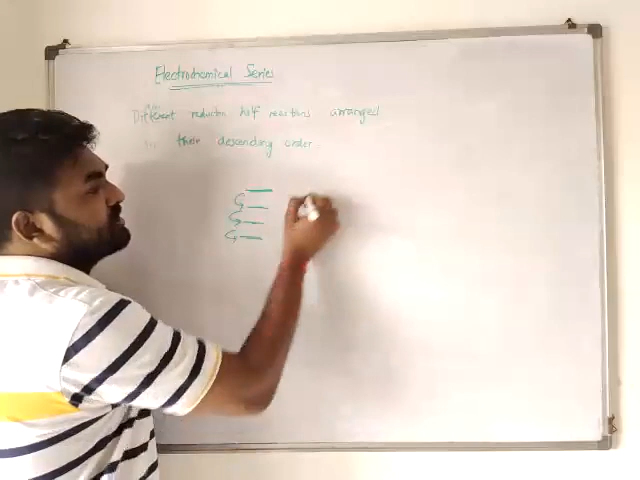 Electrochemical Series
Different reduction half reactions arranged
in their descending order